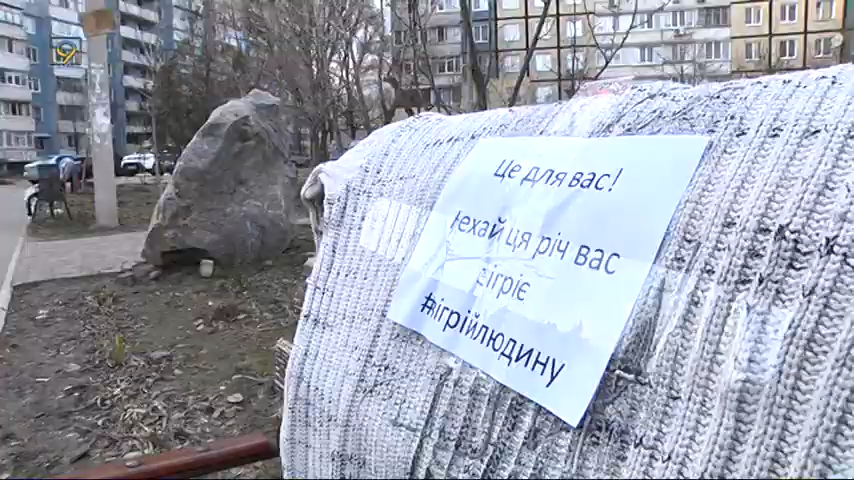 Це для вас!
Нехай ця річ вас
зігріє
#зігрійлюдину